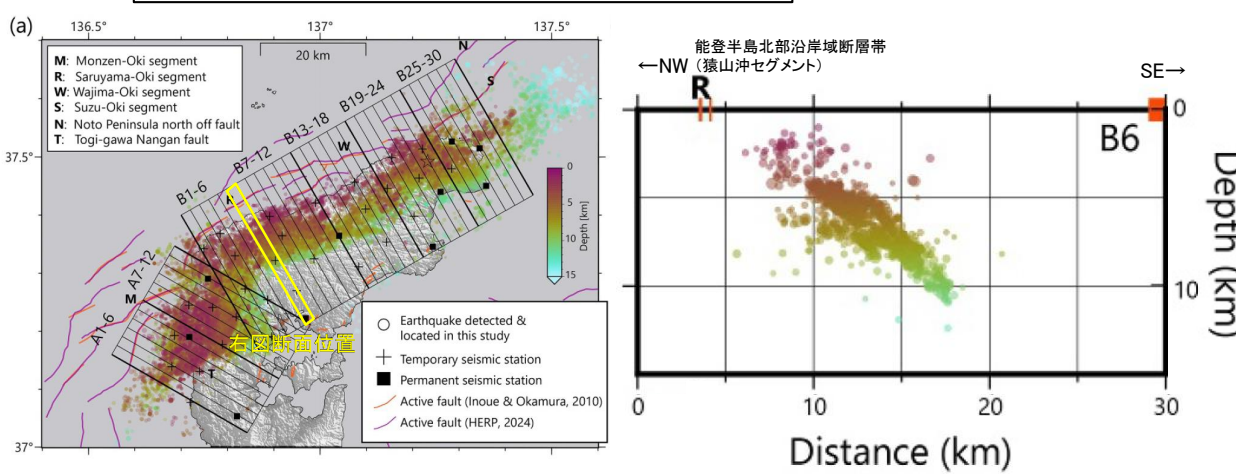 (a)
136.5°
137°
137.5°
20 km
M: Monzen-Oki segment
R: Saruyama-Oki segment
W: Wajima-Oki segment
S: Suzu-Oki segment
N: Noto Peninsula north off fault
T: Togi-gawa Nangan fault
N
S
B25-30
B19-24
B13-18
W
B7-12
37.5°
B1-6
R
A7-12
M
A1-6
T
0
5
10
15
Depth [km]
右図断面位置
Earthquake detected &
located in this study
Temporary seismic station
Permanent seismic station
Active fault (Inoue & Okamura, 2010)
Active fault (HERP, 2024)
37°
能登半島北部沿岸域断層帯
←NW (猿山沖セグメント)
SE→
R
B6
0
10
Depth (km)
0
10
20
30
Distance (km)